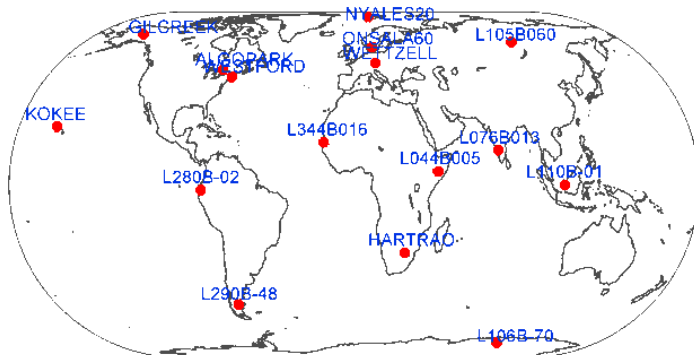 NYALES20
GILCREEK
L105B060
ONSALA60
WETTZELL
ALGOPARK
WESTFORD
KOKEE
L344B016
L076B013
L044B005
L280B-02
L110B-01
HARTRAO
L290B-48
L106B-70